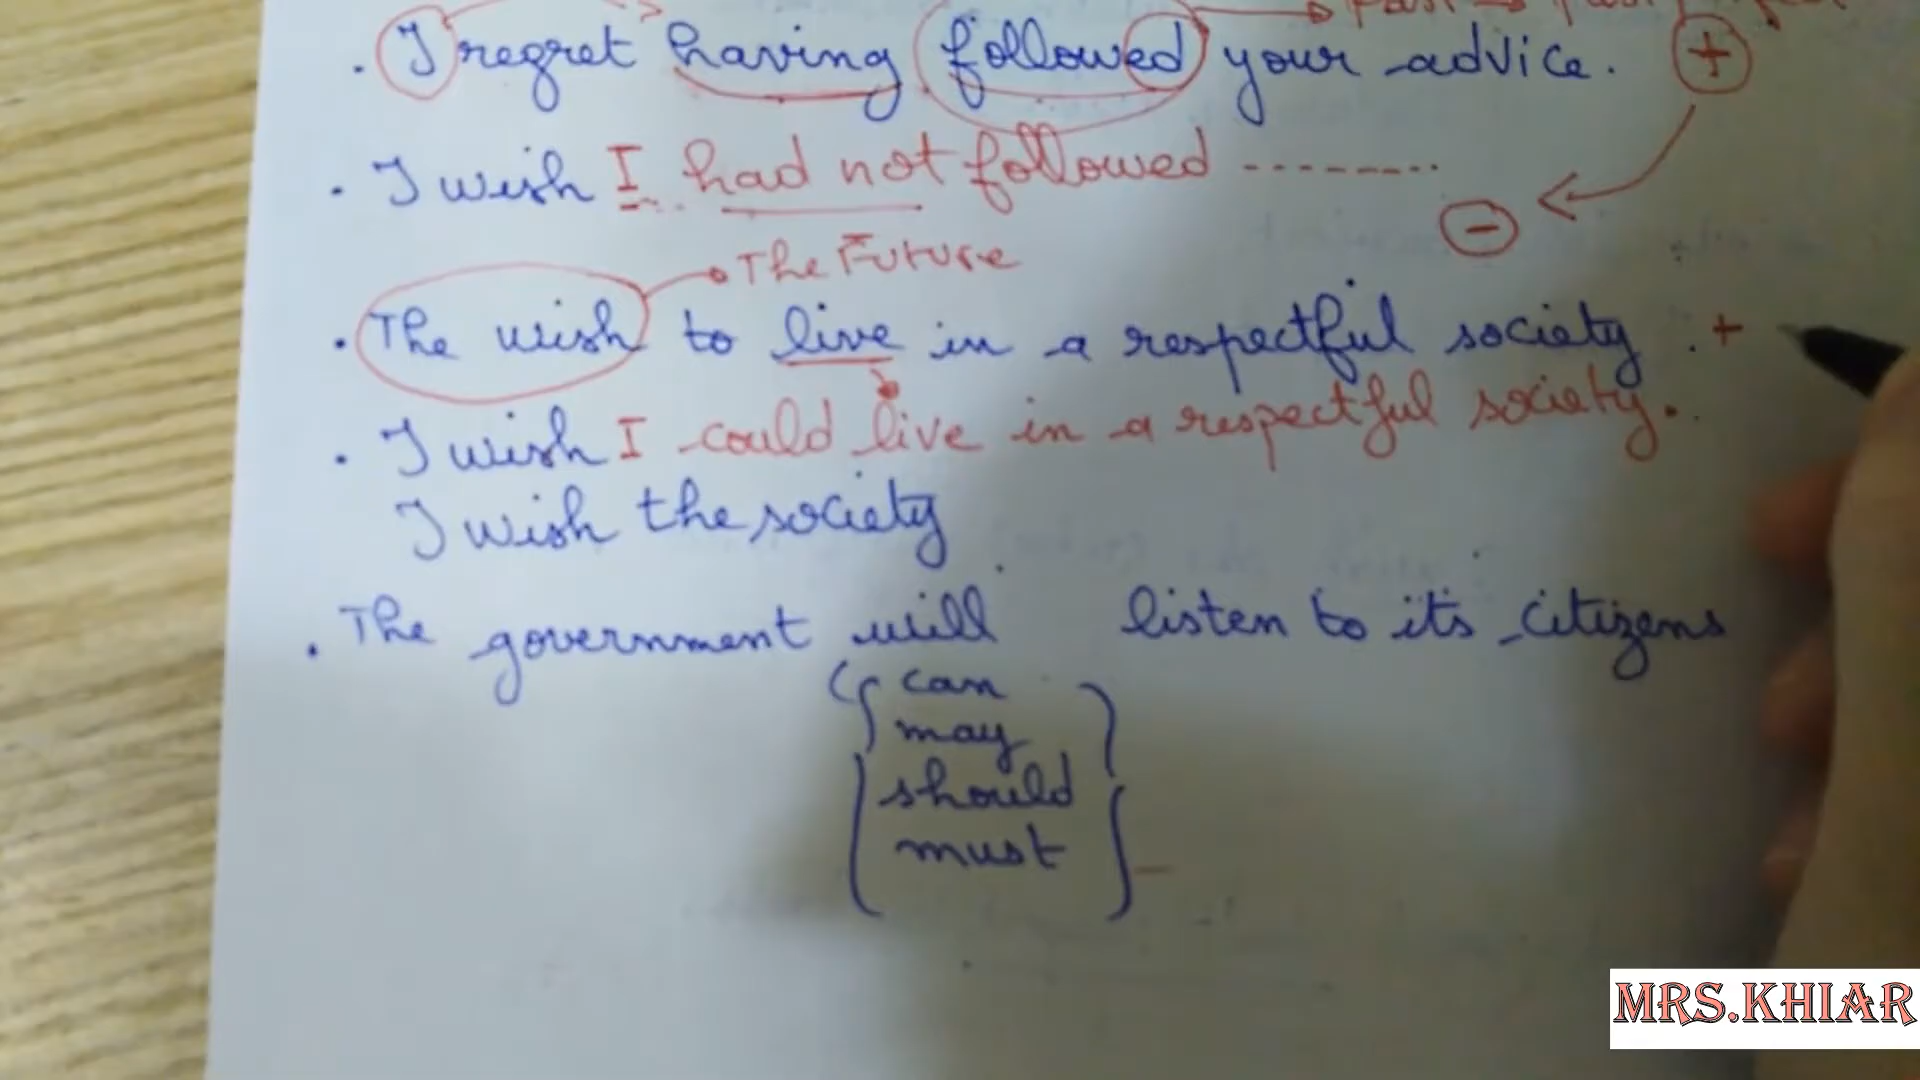 . I regret having followed your advice. +
. I wish I had not followed --------
-
The Future
. The wish to live in a respectful society . +
. I wish I could live in a respectful society.
I wish the society
. The government will listen to its citizens
can
may
should
must
MRS.KHIAR